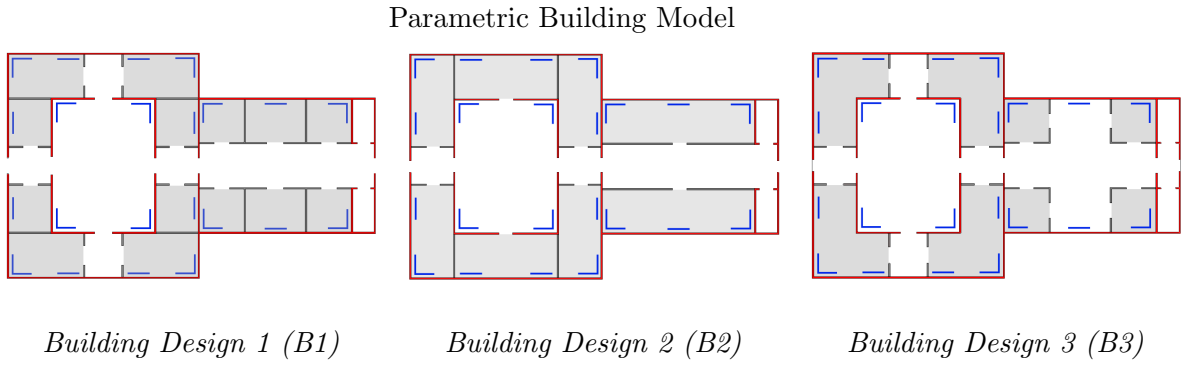 Parametric Building Model
Building Design 1 (B1)
Building Design 2 (B2)
Building Design 3 (B3)